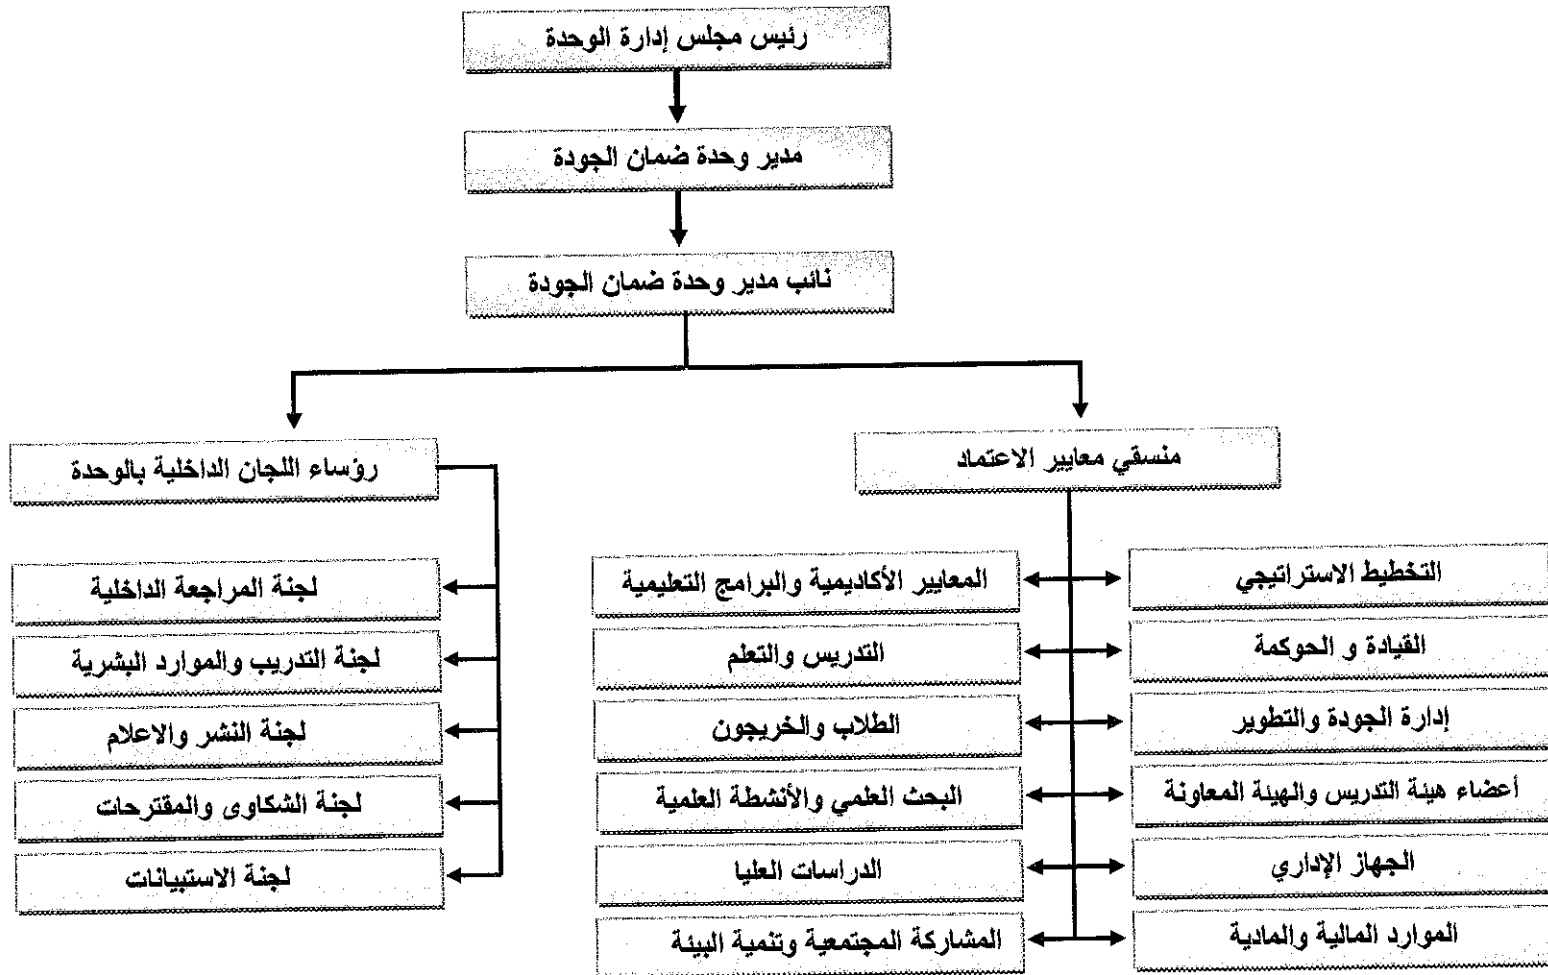 رئيس مجلس إدارة الوحدة
مدير وحدة ضمان الجودة
نائب مدير وحدة ضمان الجودة
منسقي معايير الاعتماد
رؤساء اللجان الداخلية بالوحدة
التخطيط الاستراتيجي
المعايير الأكاديمية والبرامج التعليمية
لجنة المراجعة الداخلية
القيادة و الحوكمة
التدريس والتعلم
لجنة التدريب والموارد البشرية
إدارة الجودة والتطوير
الطلاب والخريجون
لجنة النشر والاعلام
أعضاء هيئة التدريس والهيئة المعاونة
البحث العلمي والأنشطة العلمية
لجنة الشكاوى والمقترحات
الجهاز الإداري
الدراسات العليا
لجنة الاستبيانات
الموارد المالية والمادية
المشاركة المجتمعية وتنمية البيئة